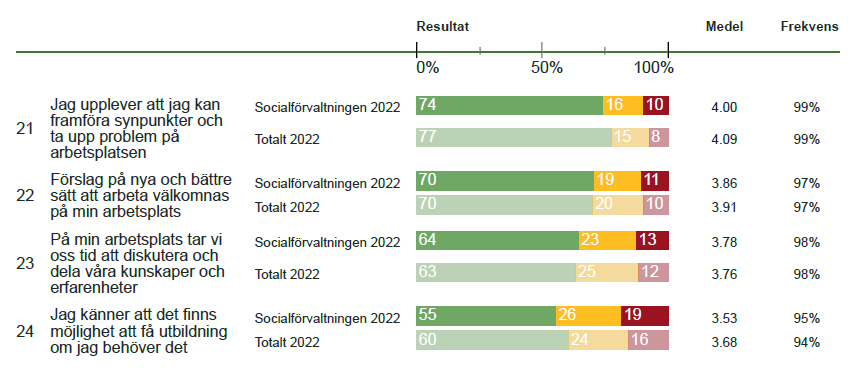 Resultat Medel Frekvens
0% 50% 100%
21 Jag upplever att jag kan
framföra synpunkter och
ta upp problem på
arbetsplatsen
Socialförvaltningen 2022 74 16 10 4.00 99%
Totalt 2022 77 15 8 4.09 99%
22 Förslag på nya och bättre
sätt att arbeta välkomnas
på min arbetsplats
Socialförvaltningen 2022 70 19 11 3.86 97%
Totalt 2022 70 20 10 3.91 97%
23 På min arbetsplats tar vi
oss tid att diskutera och
dela våra kunskaper och
erfarenheter
Socialförvaltningen 2022 64 23 13 3.78 98%
Totalt 2022 63 25 12 3.76 98%
24 Jag känner att det finns
möjlighet att få utbildning
om jag behöver det
Socialförvaltningen 2022 55 26 19 3.53 95%
Totalt 2022 60 24 16 3.68 94%